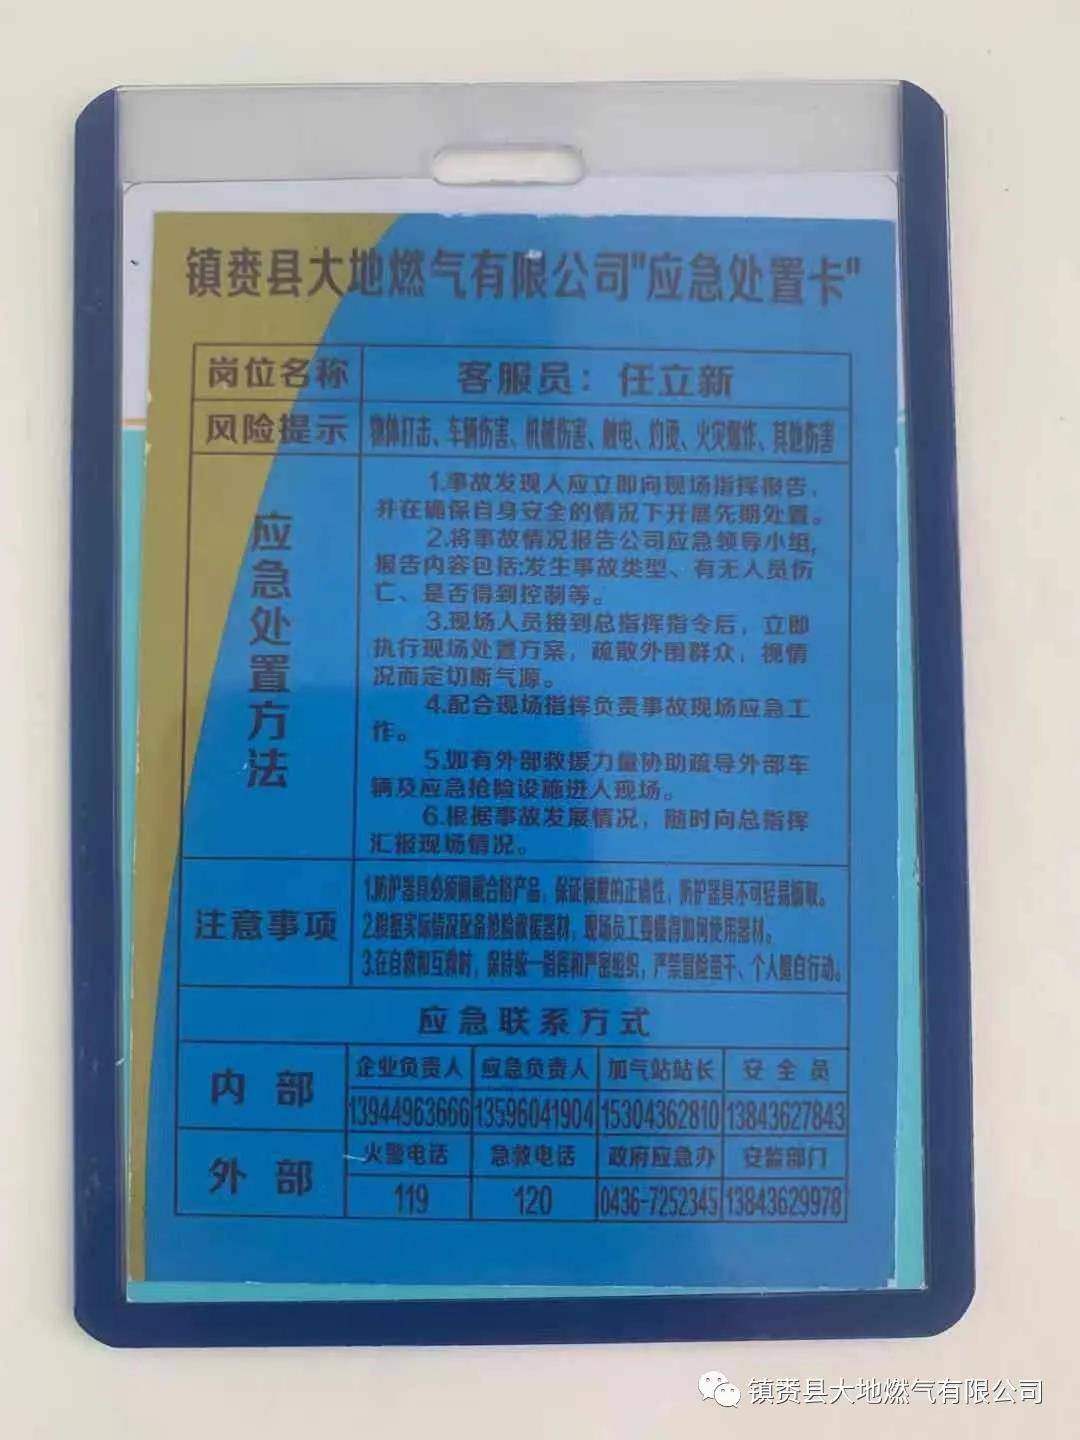 镇赉县大地燃气有限公司"应急处置卡"
岗位名称 客服员：任立新
风险提示 物体打击、车辆伤害、机械伤害、触电、灼烫、火灾爆炸、其他伤害
应急处置方法
1.事故发现人应立即向现场指挥报告，
并在确保自身安全的情况下开展先期处置。
2.将事故情况报告公司应急领导小组,
报告内容包括:发生事故类型、有无人员伤
亡、是否得到控制等。
3.现场人员接到总指挥指令后，立即
执行现场处置方案，疏散外围群众，视情
况而定切断气源。
4.配合现场指挥负责事故现场应急工
作。
5.如有外部救援力量协助疏导外部车
辆及应急抢险设施进入现场。
6.根据事故发展情况，随时向总指挥
汇报现场情况。
注意事项
1.防护器具必须佩戴合格产品，保证佩戴的正确性，防护器具不可轻易摘取。
2.根据实际情况配备抢险救援器材，现场员工要懂得如何使用器材。
3.在自救和互救时，保持统一指挥和严密组织，严禁冒险蛮干、个人擅自行动。
应急联系方式
内部 企业负责人 应急负责人 加气站站长 安全员
13944963666 13596041904 15304362810 13843627843
外部 火警电话 急救电话 政府应急办 安监部门
119 120 0436-7252345 13843629978
镇赉县大地燃气有限公司